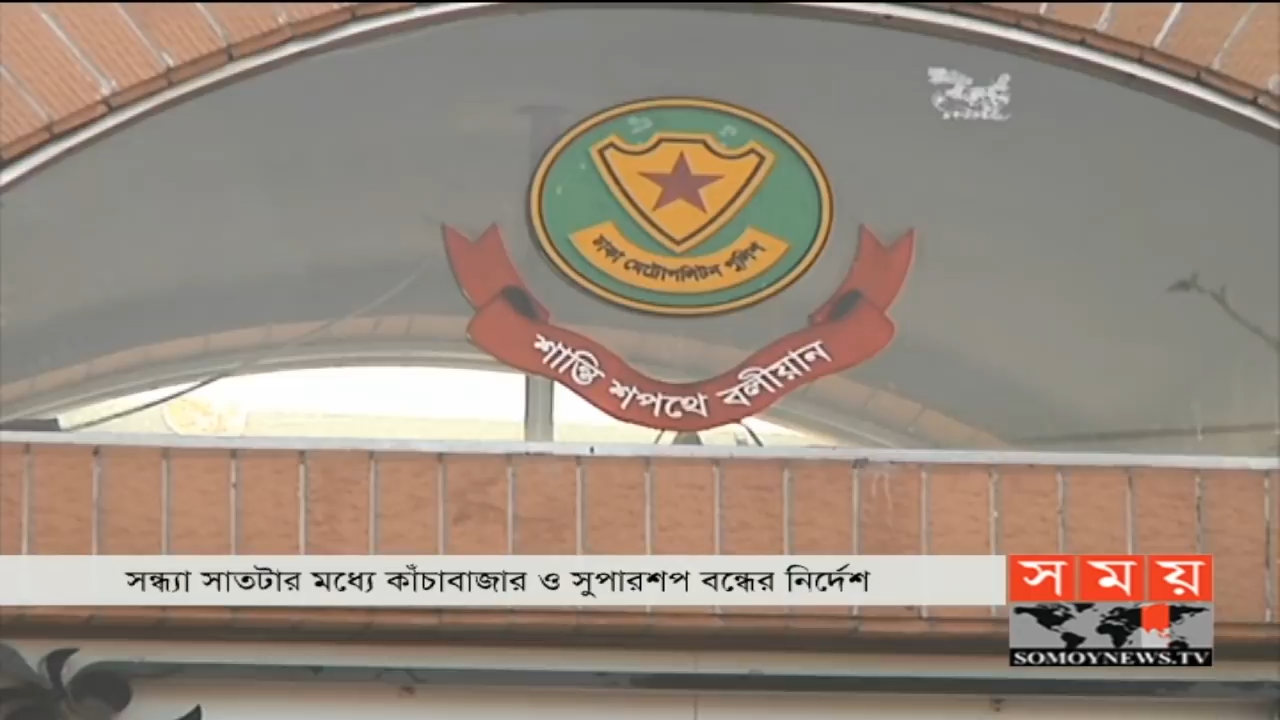 ঢাকা মেট্রোপলিটন পুলিশ
শান্তি শপথে বলীয়ান
সন্ধ্যা সাতটার মধ্যে কাঁচাবাজার ও সুপারশপ বন্ধের নির্দেশ
সময়
SOMOYNEWS.TV